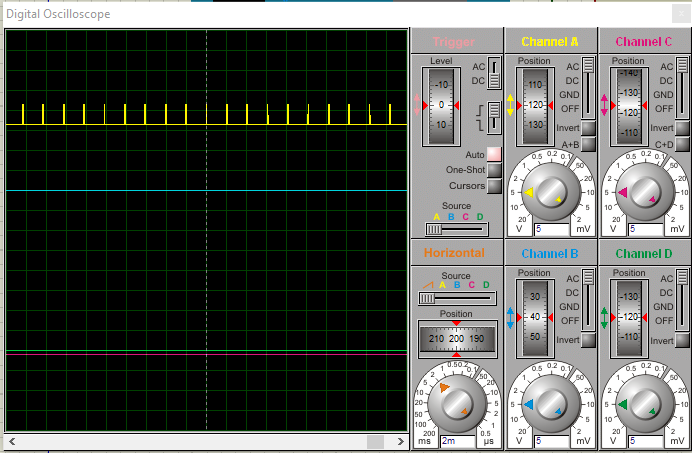 Digital Oscilloscope
Trigger
Level
AC
DC
-10
0
10
Auto
One-Shot
Cursors
Source
A B C D
Channel A
Position
AC
DC
GND
OFF
Invert
A+B
110
120
130
0.1
0.2 50
0.5 20
1 10
2 5
5 2
10 1
20 0.5
V 5 mV
Channel C
Position
-140
-130
-120
-110
AC
DC
GND
OFF
Invert
C+D
0.1
0.2 50
0.5 20
1 10
2 5
5
10
20 2
V 5 mV
Horizontal
Source
A B C D
Position
210 200 190
0.50 0.20
1 0.1
2 50
5 20
10 10
20 5
50 2
100 1
200 0.5
ms 2m µs
Channel B
Position
30
40
50
AC
DC
GND
OFF
Invert
0.1
0.2 50
0.5 20
1 10
2 5
5
10
20 2
V 5 mV
Channel D
Position
-130
-120
-110
AC
DC
GND
OFF
Invert
0.1
0.2 50
0.5 20
1 10
2 5
5
10
20 2
V 5 mV